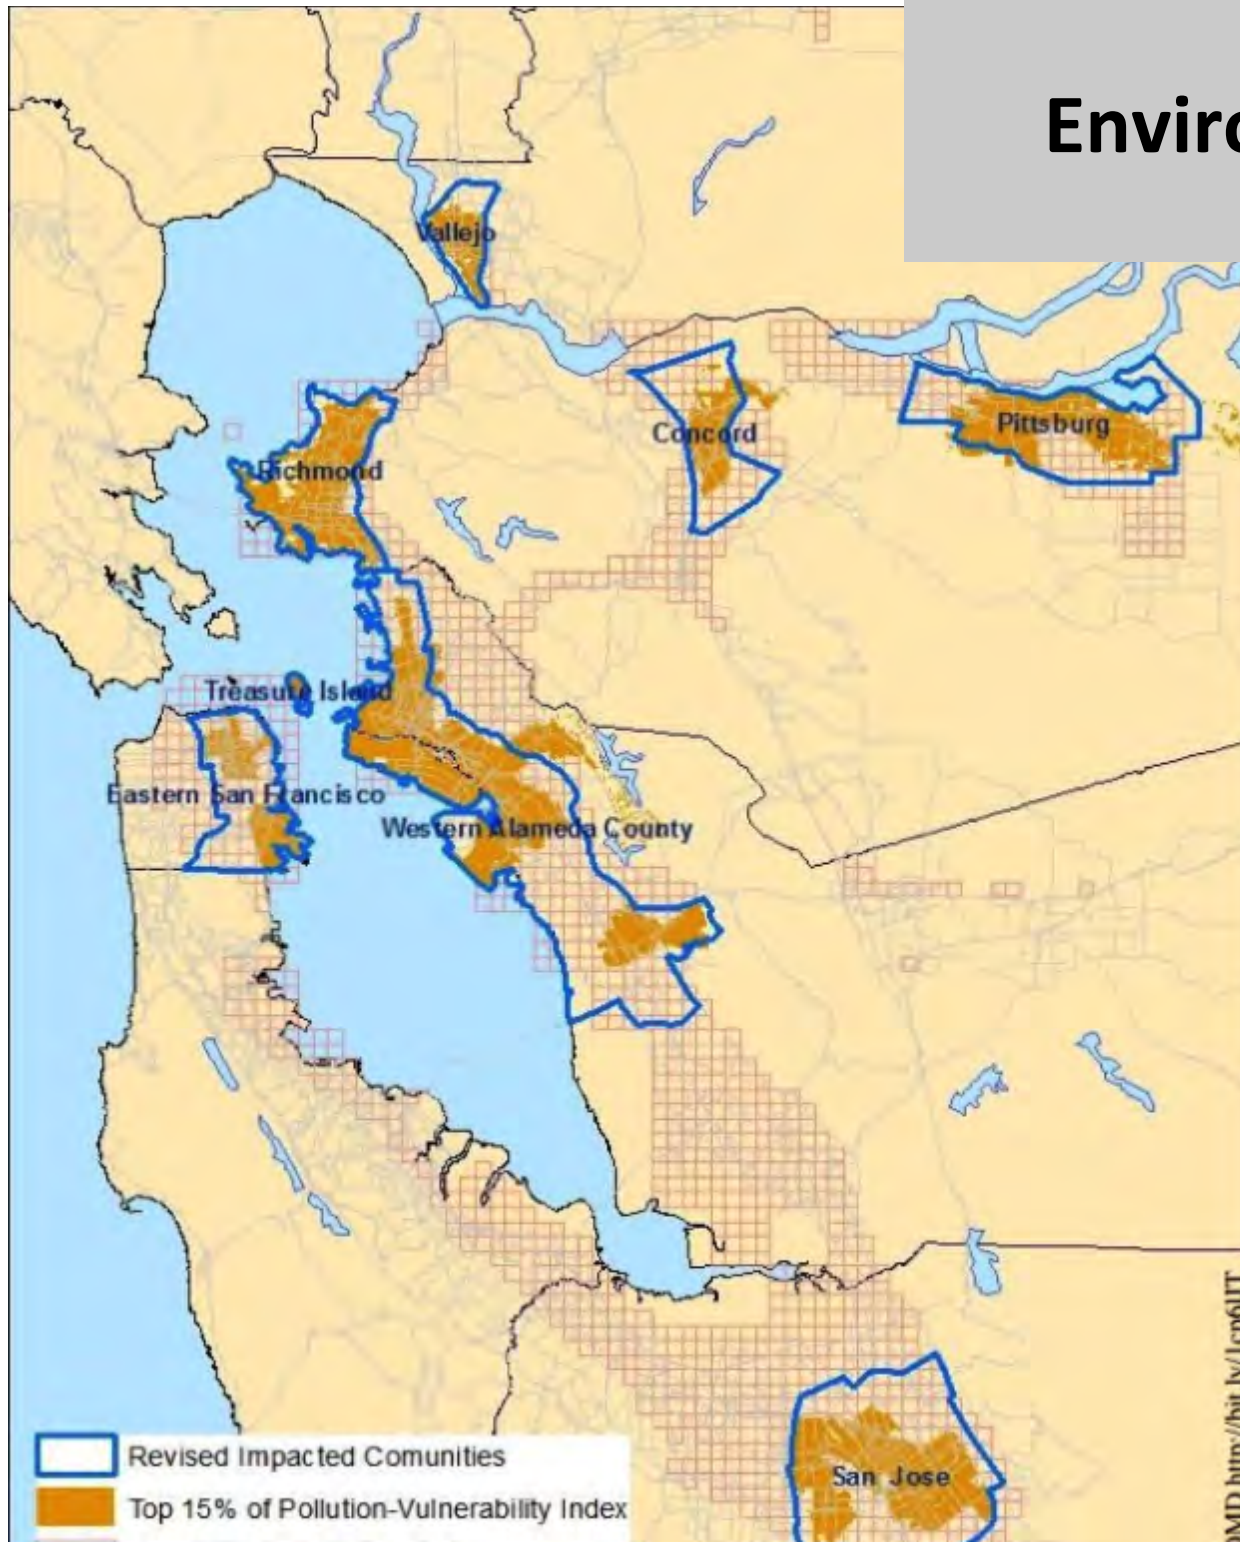 Enviro
Vallejo
Concord
Pittsburg
Richmond
Treasure Island
Eastern San Francisco
Western Alameda County
San Jose
Revised Impacted Comunities
Top 15% of Pollution-Vulnerability Index